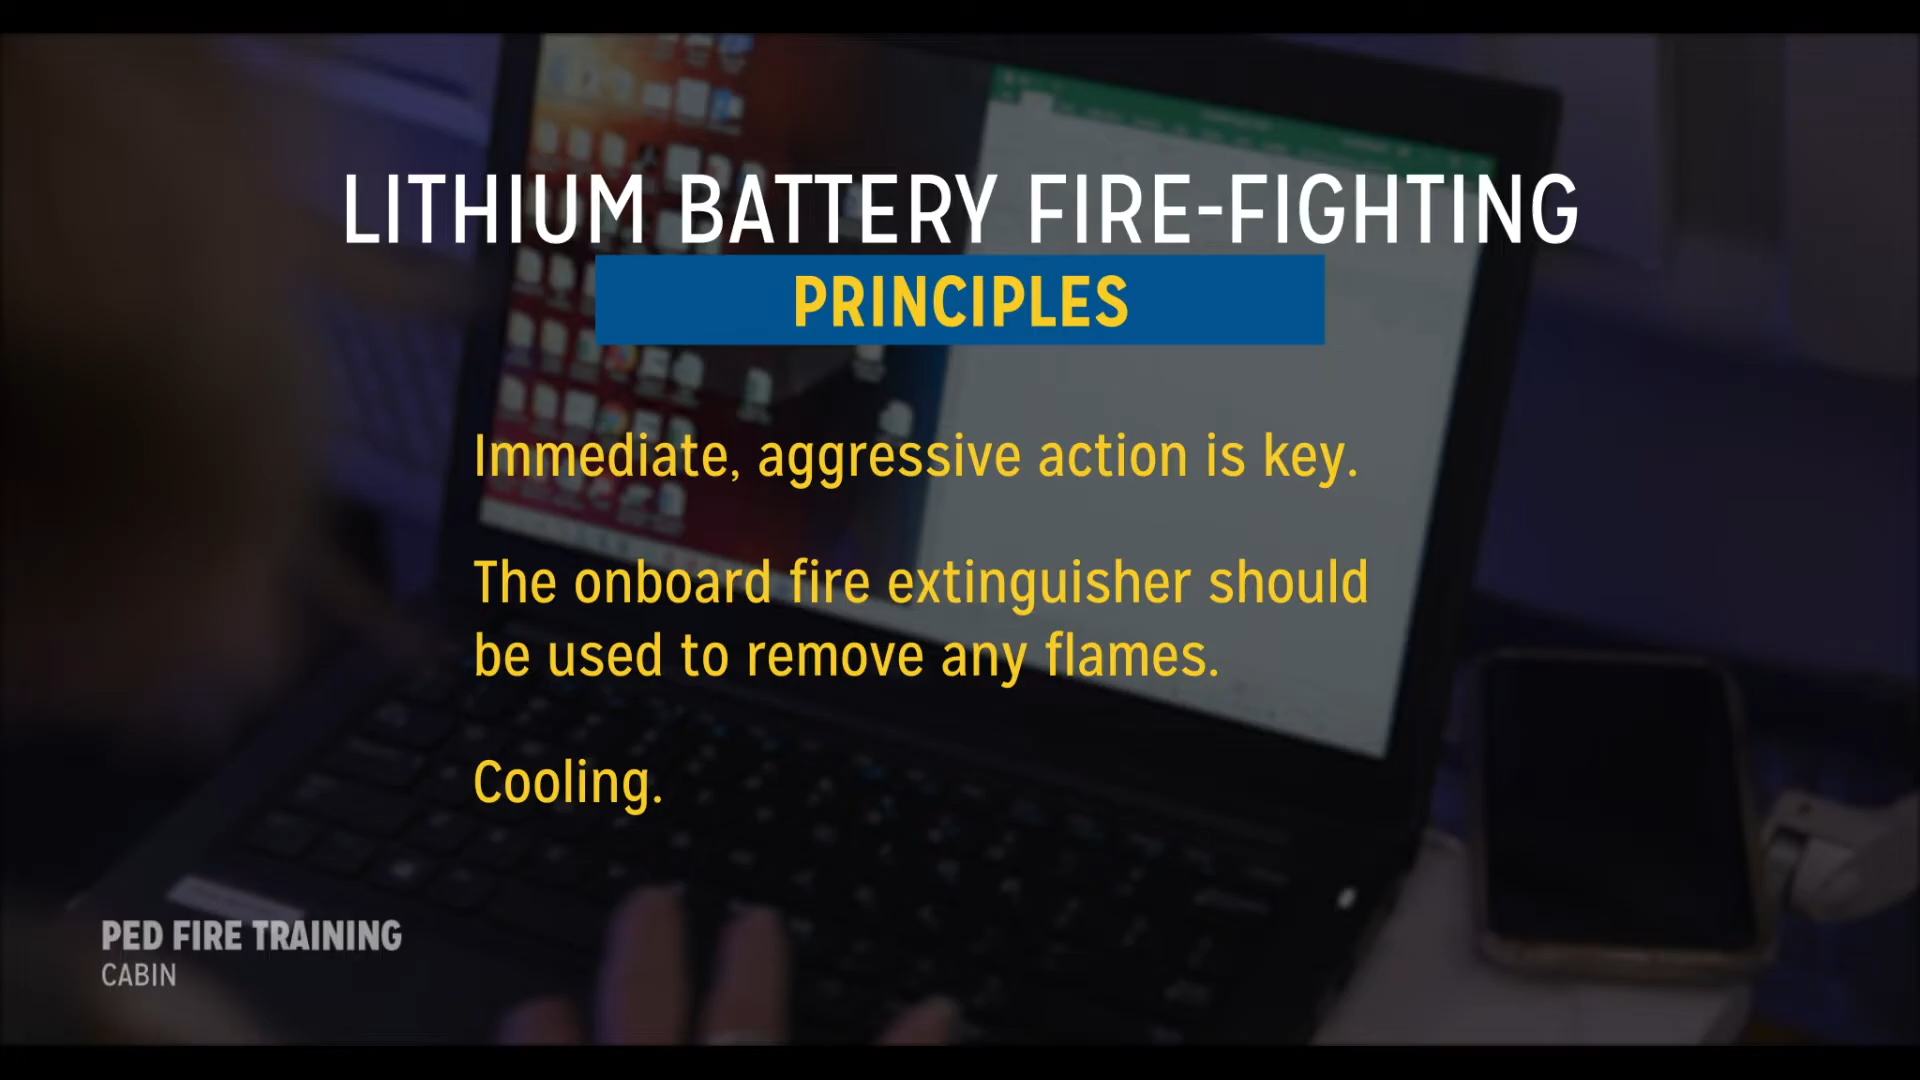 LITHIUM BATTERY FIRE-FIGHTING
PRINCIPLES
Immediate, aggressive action is key.
The onboard fire extinguisher should
be used to remove any flames.
Cooling.
PED FIRE TRAINING
CABIN